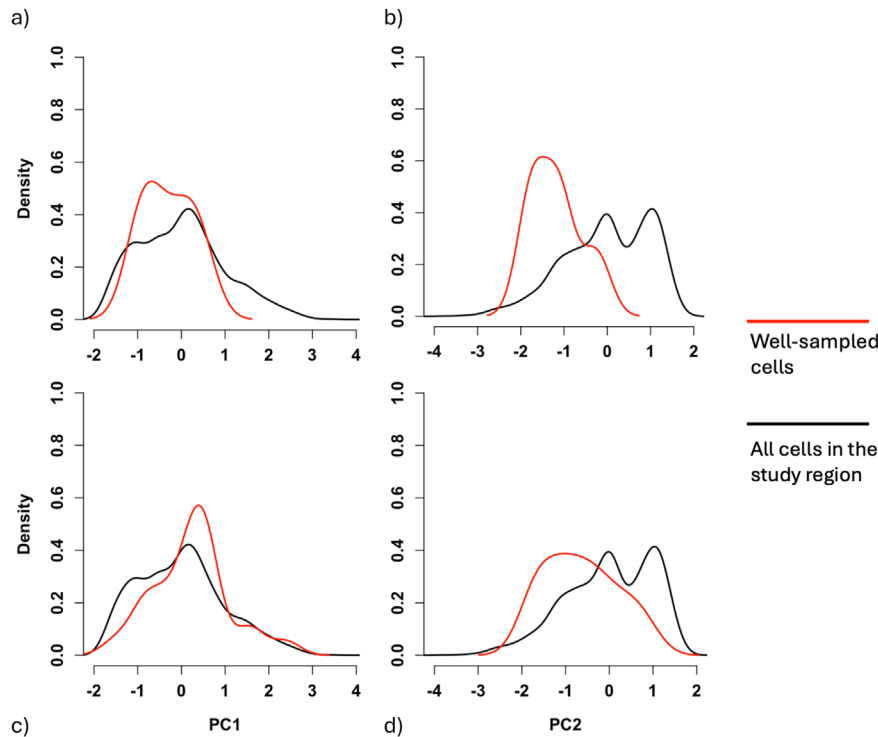 a)
b)
Density
0.0 0.2 0.4 0.6 0.8 1.0
-2 -1 0 1 2 3 4
0.0 0.2 0.4 0.6 0.8 1.0
-4 -3 -2 -1 0 1 2
Well-sampled
cells
All cells in the
study region
Density
0.0 0.2 0.4 0.6 0.8 1.0
-2 -1 0 1 2 3 4
0.0 0.2 0.4 0.6 0.8 1.0
-4 -3 -2 -1 0 1 2
c)
PC1
d)
PC2